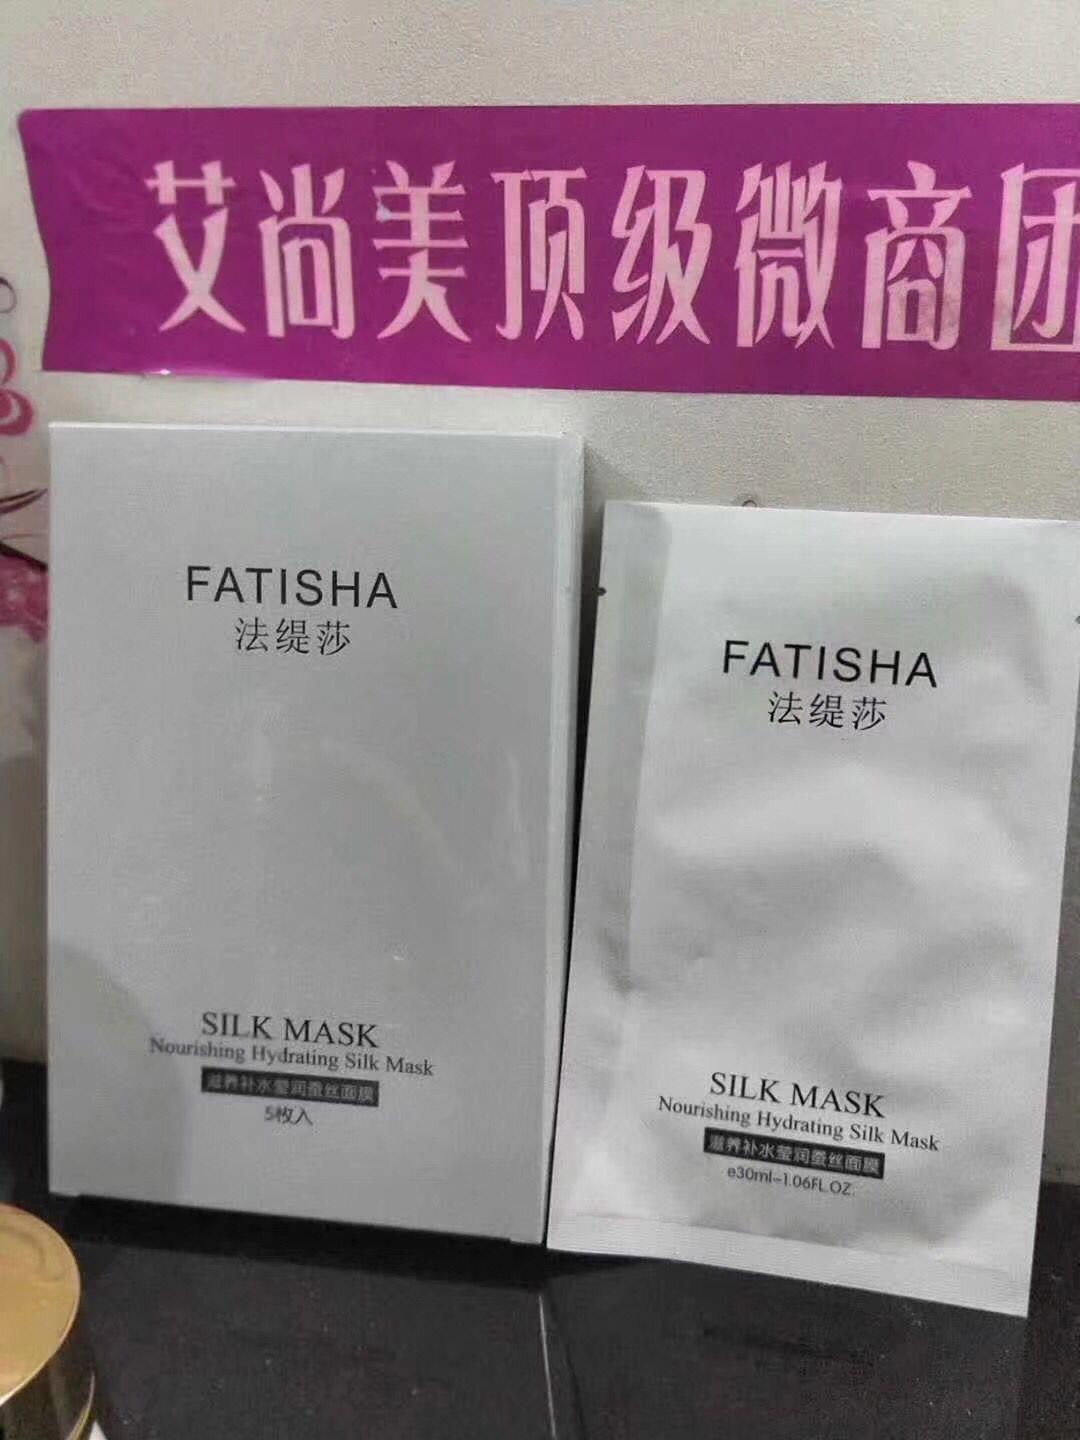 艾尚美顶级微商团
FATISHA
法缇莎
SILK MASK
Nourishing Hydrating Silk Mask
滋养补水莹润蚕丝面膜
5枚入
FATISHA
法缇莎
SILK MASK
Nourishing Hydrating Silk Mask
滋养补水莹润蚕丝面膜
e30ml-1.06FL.OZ.